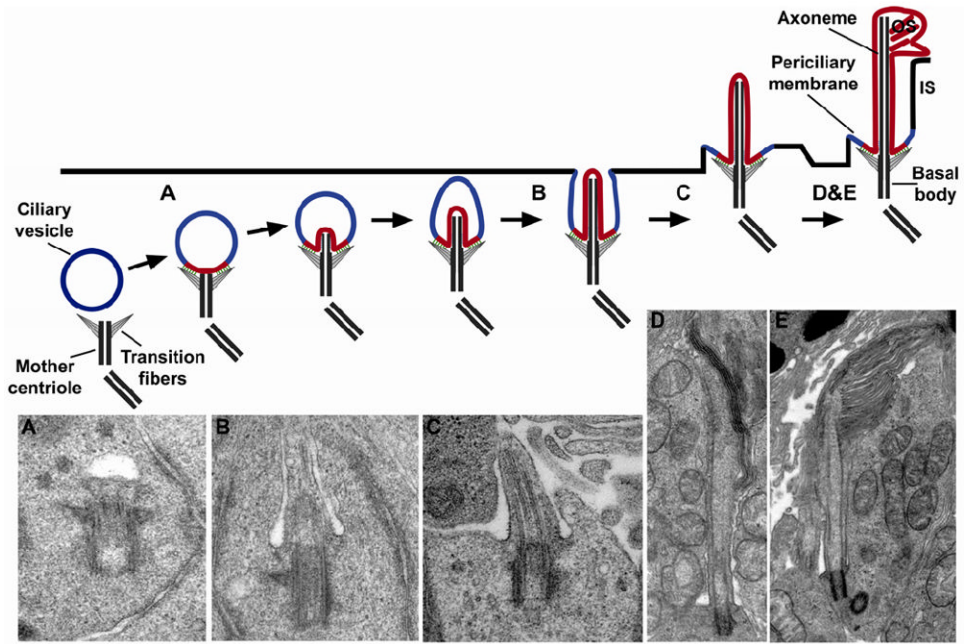 Axoneme
OS
Periciliary
membrane
IS
A
B
C
D&E
Basal
body
Ciliary
vesicle
Mother
centriole
Transition
fibers
A
B
C
D
E